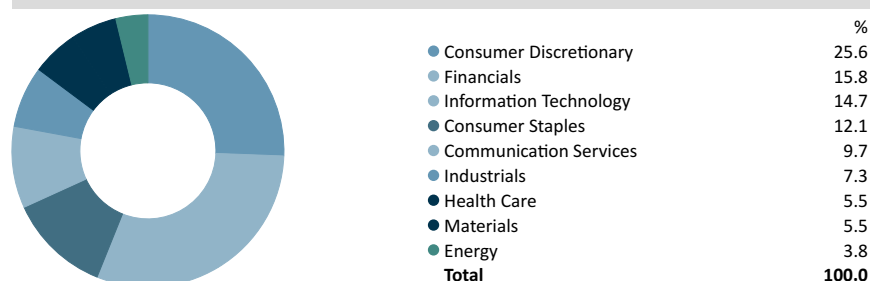 %
Consumer Discretionary 25.6
Financials 15.8
Information Technology 14.7
Consumer Staples 12.1
Communication Services 9.7
Industrials 7.3
Health Care 5.5
Materials 5.5
Energy 3.8
Total 100.0